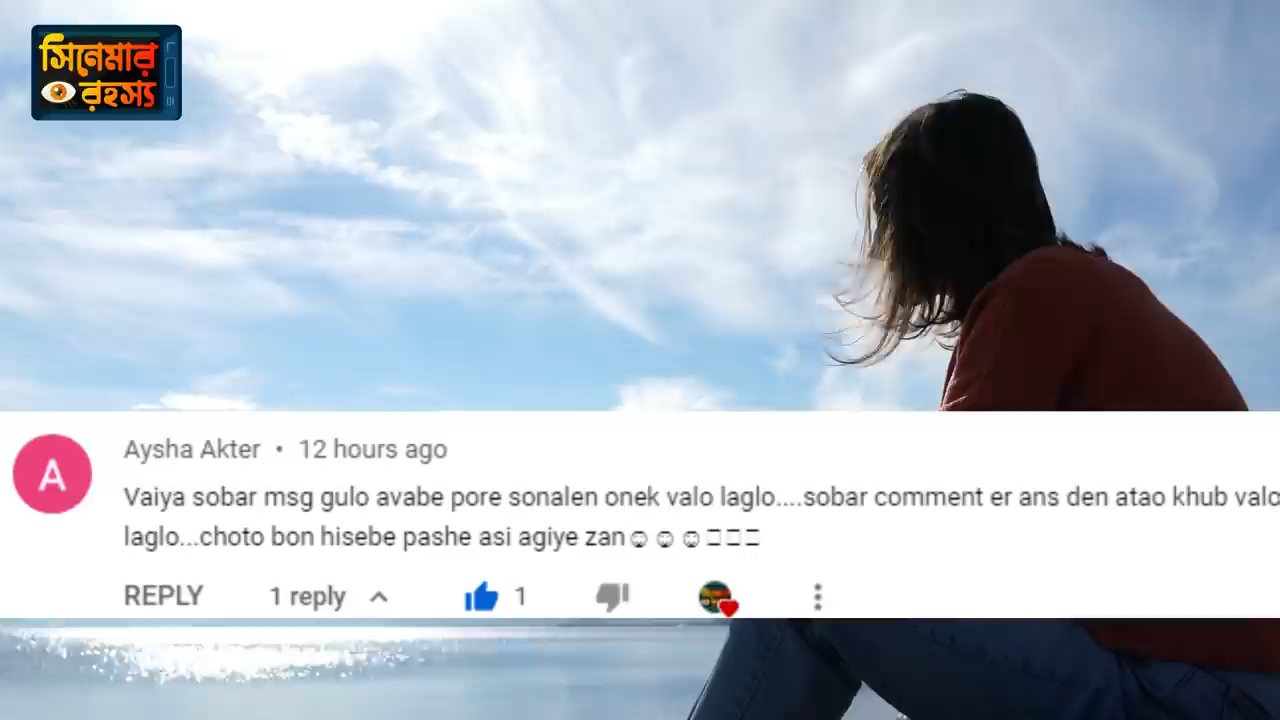 সিনেমার
রহস্য
A
Aysha Akter • 12 hours ago
Vaiya sobar msg gulo avabe pore sonalen onek valo laglo....sobar comment er ans den atao khub valo
laglo...choto bon hisebe pashe asi agiye zan☺☺☺□□□
REPLY 1 reply 1